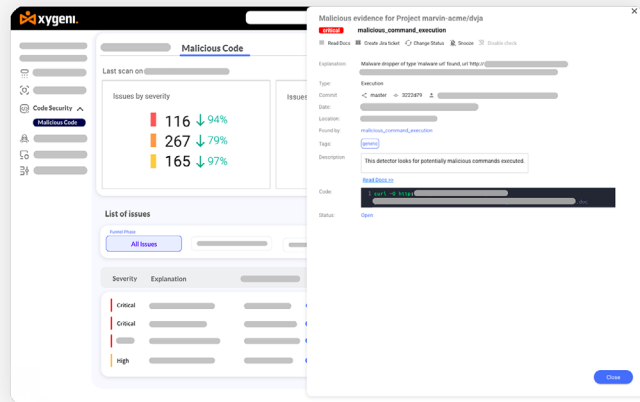 xygeni.
Malicious Code
Last scan on
Issues by severity
Issues
116 94%
267 79%
165 97%
Code Security
Malicious Code
List of issues
Funnel Phase
All Issues
Severity Explanation
Critical
Critical
High
Malicious evidence for Project marvin-acme/dvja
critical malicious_command_execution
Read Docs Create Jira ticket Change Status Snooze Double check
Explanation: Malware dropper of type 'malware url' found, url http://
Type: Execution
Commit master 3223d79
Date:
Location:
Found by: malicious_command_execution
Tags: generic
Description This detector looks for potentially malicious commands executed.
Read Docs >>
Code: 1 curl -O http:
Status: Open
Close